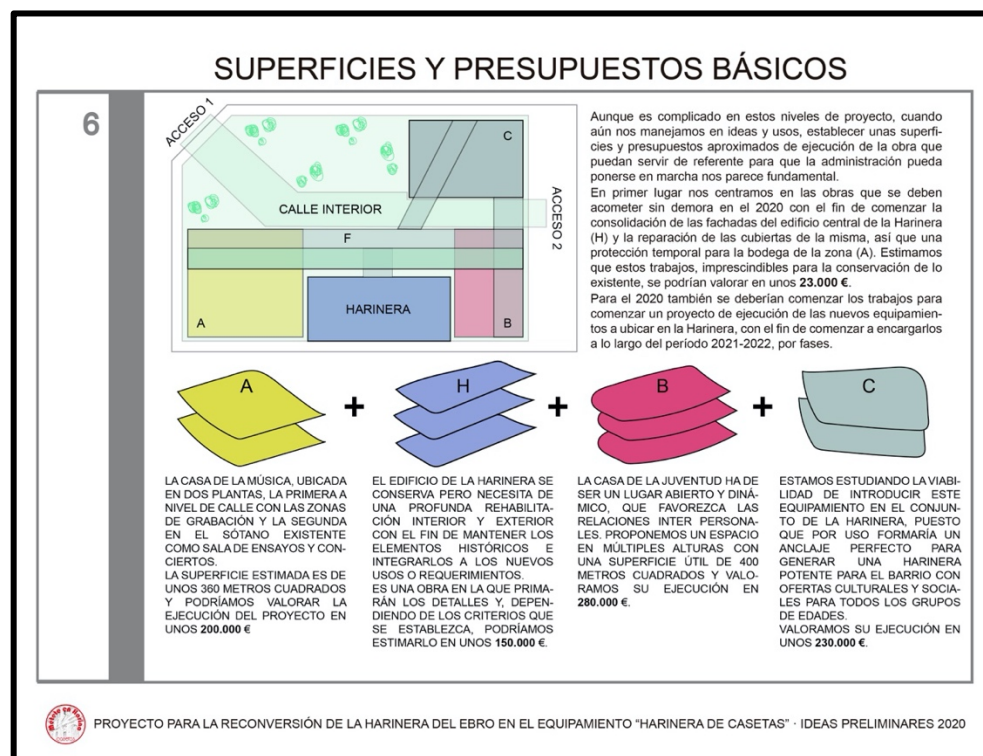 SUPERFICIES Y PRESUPUESTOS BÁSICOS
6
ACCESO 1
C
CALLE INTERIOR
ACCESO 2
F
HARINERA
A
B
Aunque es complicado en estos niveles de proyecto, cuando
aún nos manejamos en ideas y usos, establecer unas superfi-
cies y presupuestos aproximados de ejecución de la obra que
puedan servir de referente para que la administración pueda
ponerse en marcha nos parece fundamental.
En primer lugar nos centramos en las obras que se deben
acometer sin demora en el 2020 con el fin de comenzar la
consolidación de las fachadas del edificio central de la Harinera
(H) y la reparación de las cubiertas de la misma, así que una
protección temporal para la bodega de la zona (A). Estimamos
que estos trabajos, imprescindibles para la conservación de lo
existente, se podrían valorar en unos 23.000 €.
Para el 2020 también se deberían comenzar los trabajos para
comenzar un proyecto de ejecución de las nuevos equipamien-
tos a ubicar en la Harinera, con el fin de comenzar a encargarlos
a lo largo del período 2021-2022, por fases.
A
+
H
+
B
+
C
LA CASA DE LA MÚSICA, UBICADA
EN DOS PLANTAS, LA PRIMERA A
NIVEL DE CALLE CON LAS ZONAS
DE GRABACIÓN Y LA SEGUNDA
EN EL SÓTANO EXISTENTE
COMO SALA DE ENSAYOS Y CON-
CIERTOS.
LA SUPERFICIE ESTIMADA ES DE
UNOS 360 METROS CUADRADOS
Y PODRÍAMOS VALORAR LA
EJECUCIÓN DEL PROYECTO EN
UNOS 200.000 €
EL EDIFICIO DE LA HARINERA SE
CONSERVA PERO NECESITA DE
UNA PROFUNDA REHABILITA-
CIÓN INTERIOR Y EXTERIOR
CON EL FIN DE MANTENER LOS
ELEMENTOS HISTÓRICOS E
INTEGRARLOS A LOS NUEVOS
USOS O REQUERIMIENTOS.
ES UNA OBRA EN LA QUE PRIMA-
RÁN LOS DETALLES Y, DEPEN-
DIENDO DE LOS CRITERIOS QUE
SE ESTABLEZCA, PODRÍAMOS
ESTIMARLO EN UNOS 150.000 €.
LA CASA DE LA JUVENTUD HA DE
SER UN LUGAR ABIERTO Y DINÁ-
MICO, QUE FAVOREZCA LAS
RELACIONES INTER PERSONA-
LES. PROPONEMOS UN ESPACIO
EN MÚLTIPLES ALTURAS CON
UNA SUPERFICIE ÚTIL DE 400
METROS CUADRADOS Y VALO-
RAMOS SU EJECUCIÓN EN
280.000 €.
ESTAMOS ESTUDIANDO LA VIABI-
LIDAD DE INTRODUCIR ESTE
EQUIPAMIENTO EN EL CONJUN-
TO DE LA HARINERA, PUESTO
QUE POR USO FORMARÍA UN
ANCLAJE PERFECTO PARA
GENERAR UNA HARINERA
POTENTE PARA EL BARRIO CON
OFERTAS CULTURALES Y SOCIA-
LES PARA TODOS LOS GRUPOS
DE EDADES.
VALORAMOS SU EJECUCIÓN EN
UNOS 230.000 €.
PROYECTO PARA LA RECONVERSIÓN DE LA HARINERA DEL EBRO EN EL EQUIPAMIENTO "HARINERA DE CASETAS" · IDEAS PRELIMINARES 2020